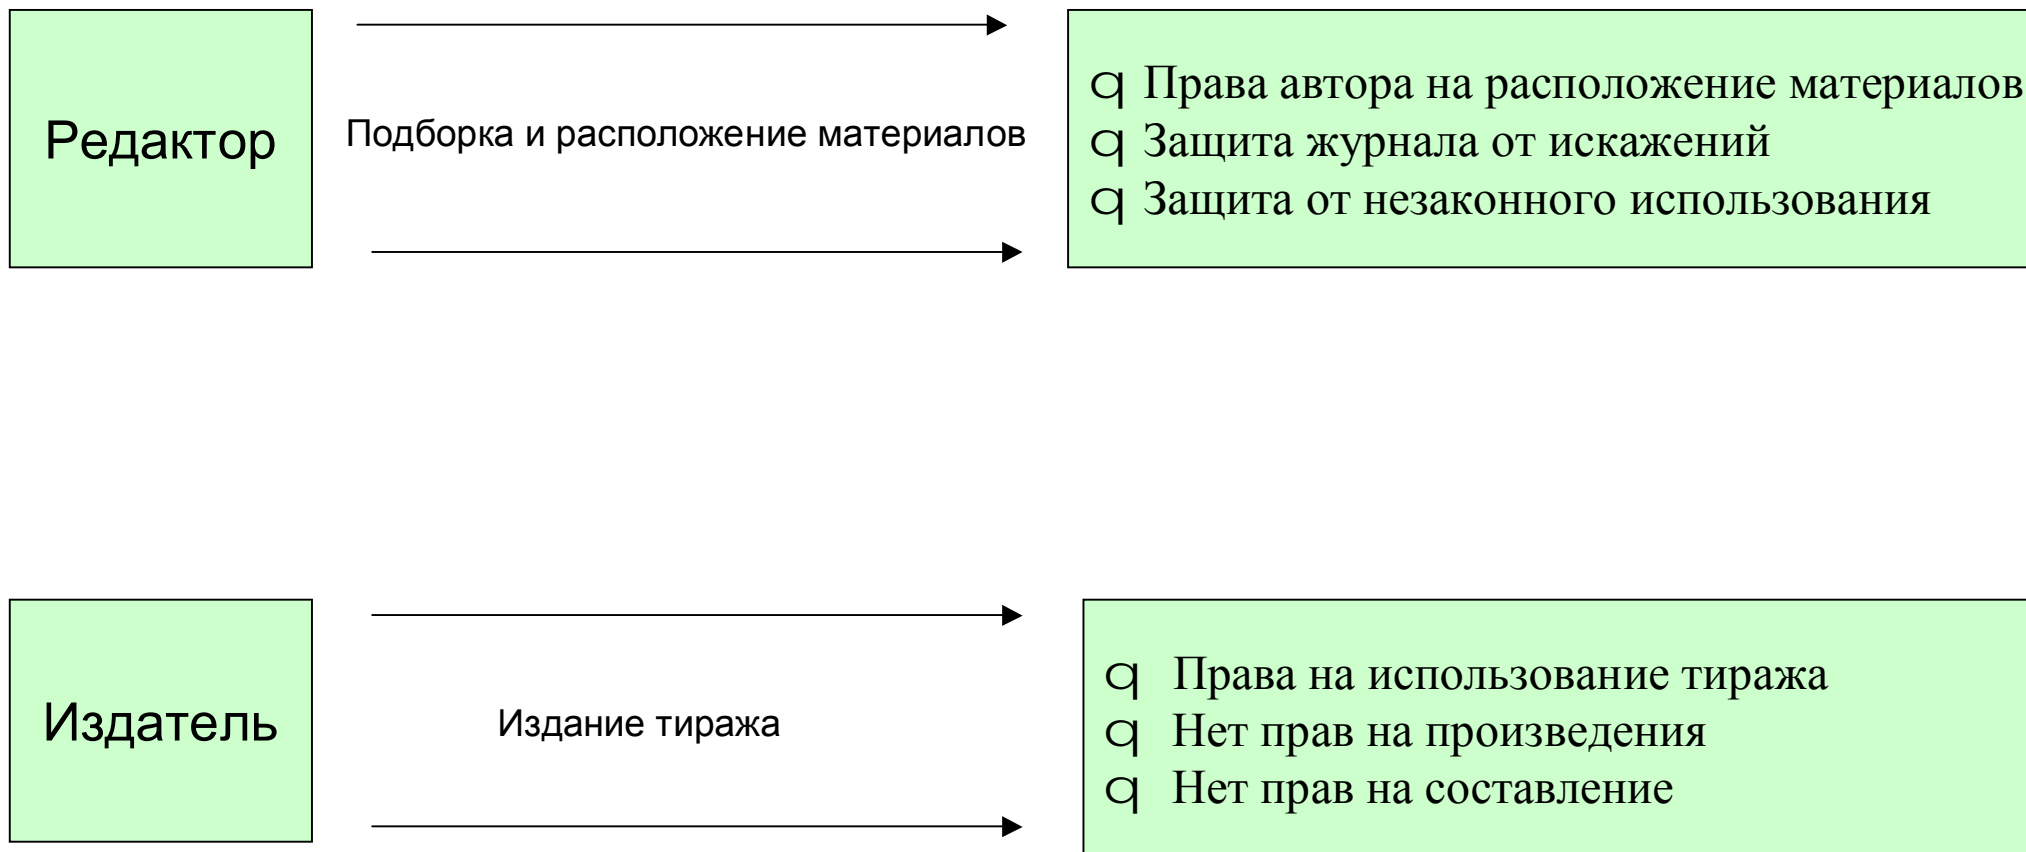 Редактор
Подборка и расположение материалов
q Права автора на расположение материалов
q Защита журнала от искажений
q Защита от незаконного использования
Издатель
Издание тиража
q Права на использование тиража
q Нет прав на произведения
q Нет прав на составление